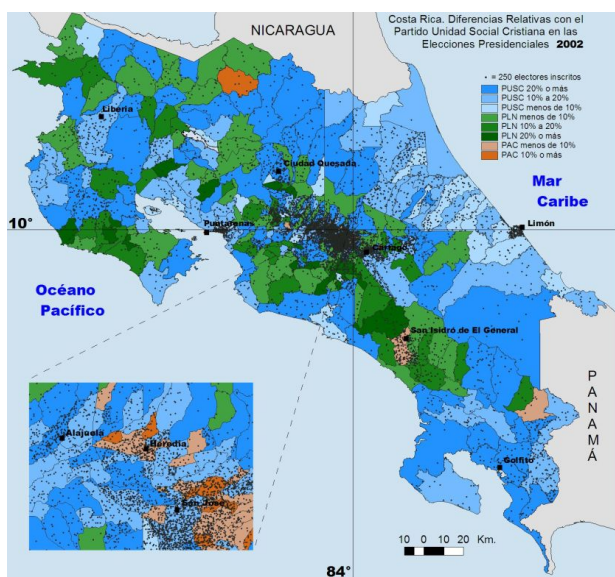 NICARAGUA
Costa Rica. Diferencias Relativas con el
Partido Unidad Social Cristiana en las
Elecciones Presidenciales 2002
• = 250 electores inscritos
PUSC 20% o más
PUSC 10% a 20%
PUSC menos de 10%
PLN menos de 10%
PLN 10% a 20%
PLN 20% o más
PAC menos de 10%
PAC 10% o más
Liberia
Ciudad Quesada
Mar
Caribe
10°
Puntarenas
Limón
Cartago
Océano
Pacífico
San Isidro de El General
PANAMÁ
Alajuela
Heredia
San José
Golfito
10 0 10 20 Km.
84°